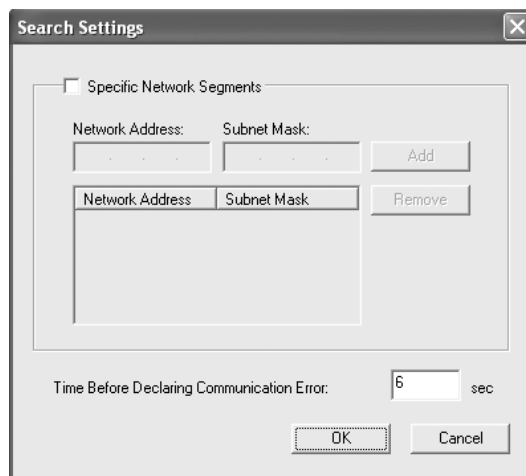 Search Settings
Specific Network Segments
Network Address: Subnet Mask:
. . . . . . Add
Network Address Subnet Mask Remove
Time Before Declaring Communication Error: 6 sec
OK Cancel